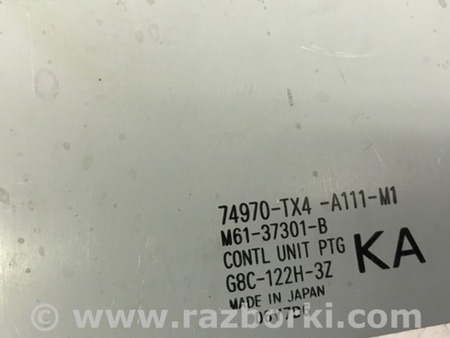 74970-TX4 -A111-M1
M61-37301-B
CONTL UNIT PTG KA
G8C-122H-3Z
MADE IN JAPAN
© www.razborki.com